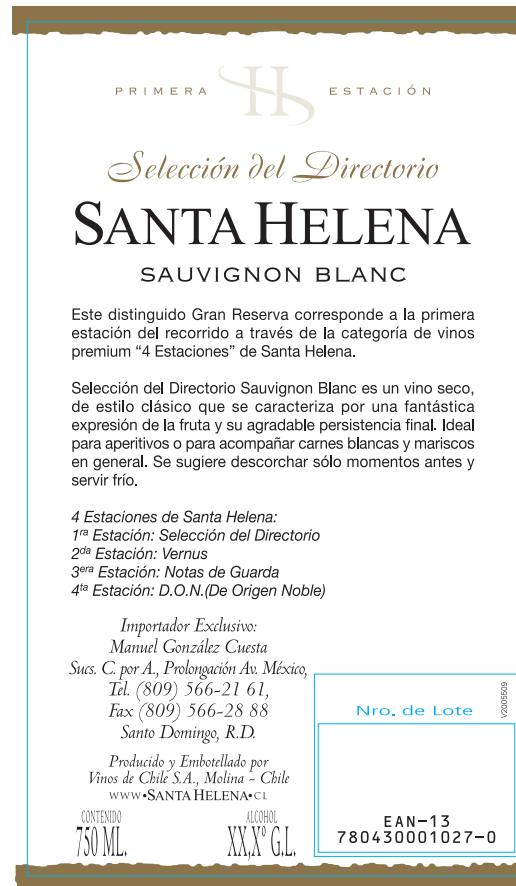 PRIMERA H ESTACIÓN
Selección del Directorio
SANTA HELENA
SAUVIGNON BLANC
Este distinguido Gran Reserva corresponde a la primera
estación del recorrido a través de la categoría de vinos
premium “4 Estaciones” de Santa Helena.
Selección del Directorio Sauvignon Blanc es un vino seco,
de estilo clásico que se caracteriza por una fantástica
expresión de la fruta y su agradable persistencia final. Ideal
para aperitivos o para acompañar carnes blancas y mariscos
en general. Se sugiere descorchar sólo momentos antes y
servir frío.
4 Estaciones de Santa Helena:
1ra Estación: Selección del Directorio
2da Estación: Vernus
3era Estación: Notas de Guarda
4ta Estación: D.O.N.(De Origen Noble)
Importador Exclusivo:
Manuel González Cuesta
Sucs. C. por A., Prolongación Av. México,
Tel. (809) 566-21 61,
Fax (809) 566-28 88
Santo Domingo, R.D.
Producido y Embotellado por
Vinos de Chile S.A., Molina - Chile
WWW•SANTA HELENA•CL
CONTENIDO
750 ML.
ALCOHOL
XX,X° G.L.
Nro. de Lote
V2005509
EAN-13
780430001027-0